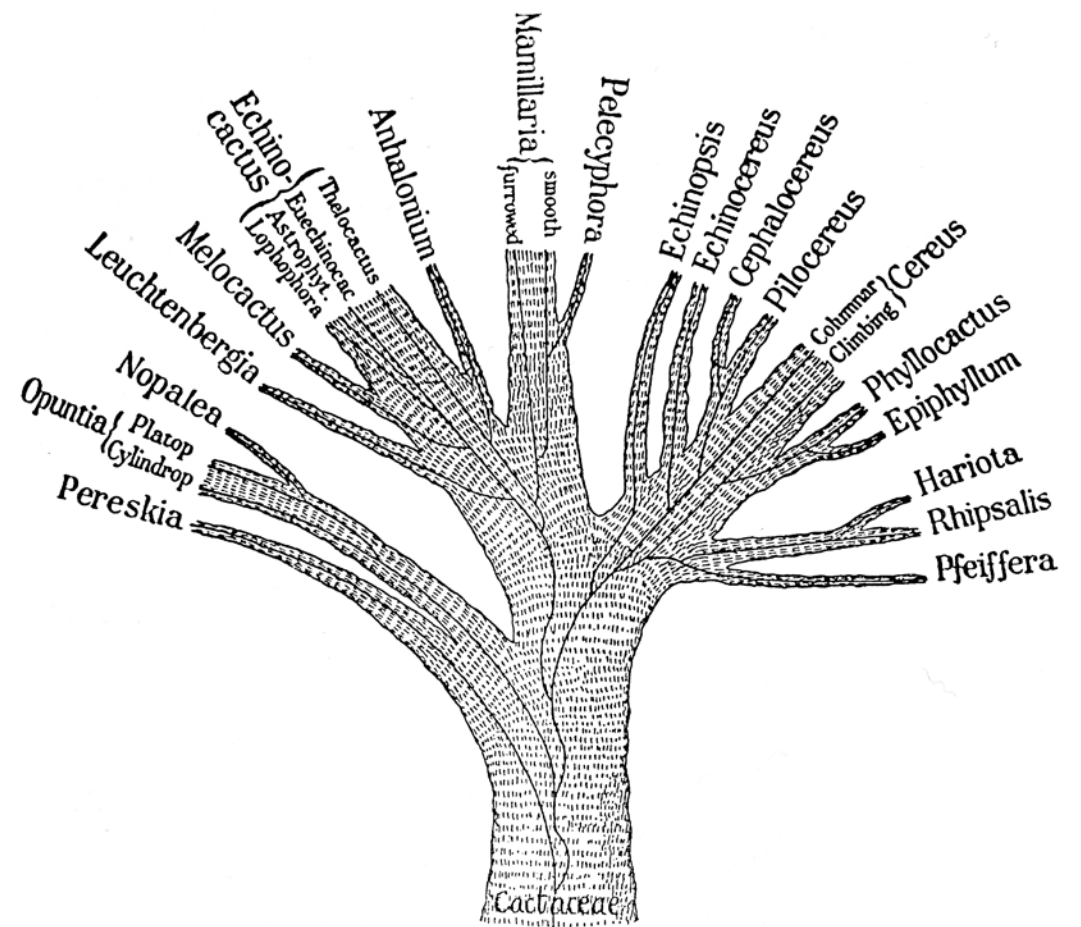 Pereskia
Opuntia { Platop
Cylindrop
Nopalea
Leuchtenbergia
Melocactus
Echino-
cactus
Thelocactus
Euechinocac
Astrophyt.
Lophophora
Anhalonium
Mamillaria
furrowed
smooth
Pelecyphora
Echinopsis
Echinocereus
Cephalocereus
Pilocereus
Columnar
Climbing } Cereus
Phyllocactus
Epiphyllum
Hariota
Rhipsalis
Pfeiffera
Cactaceae